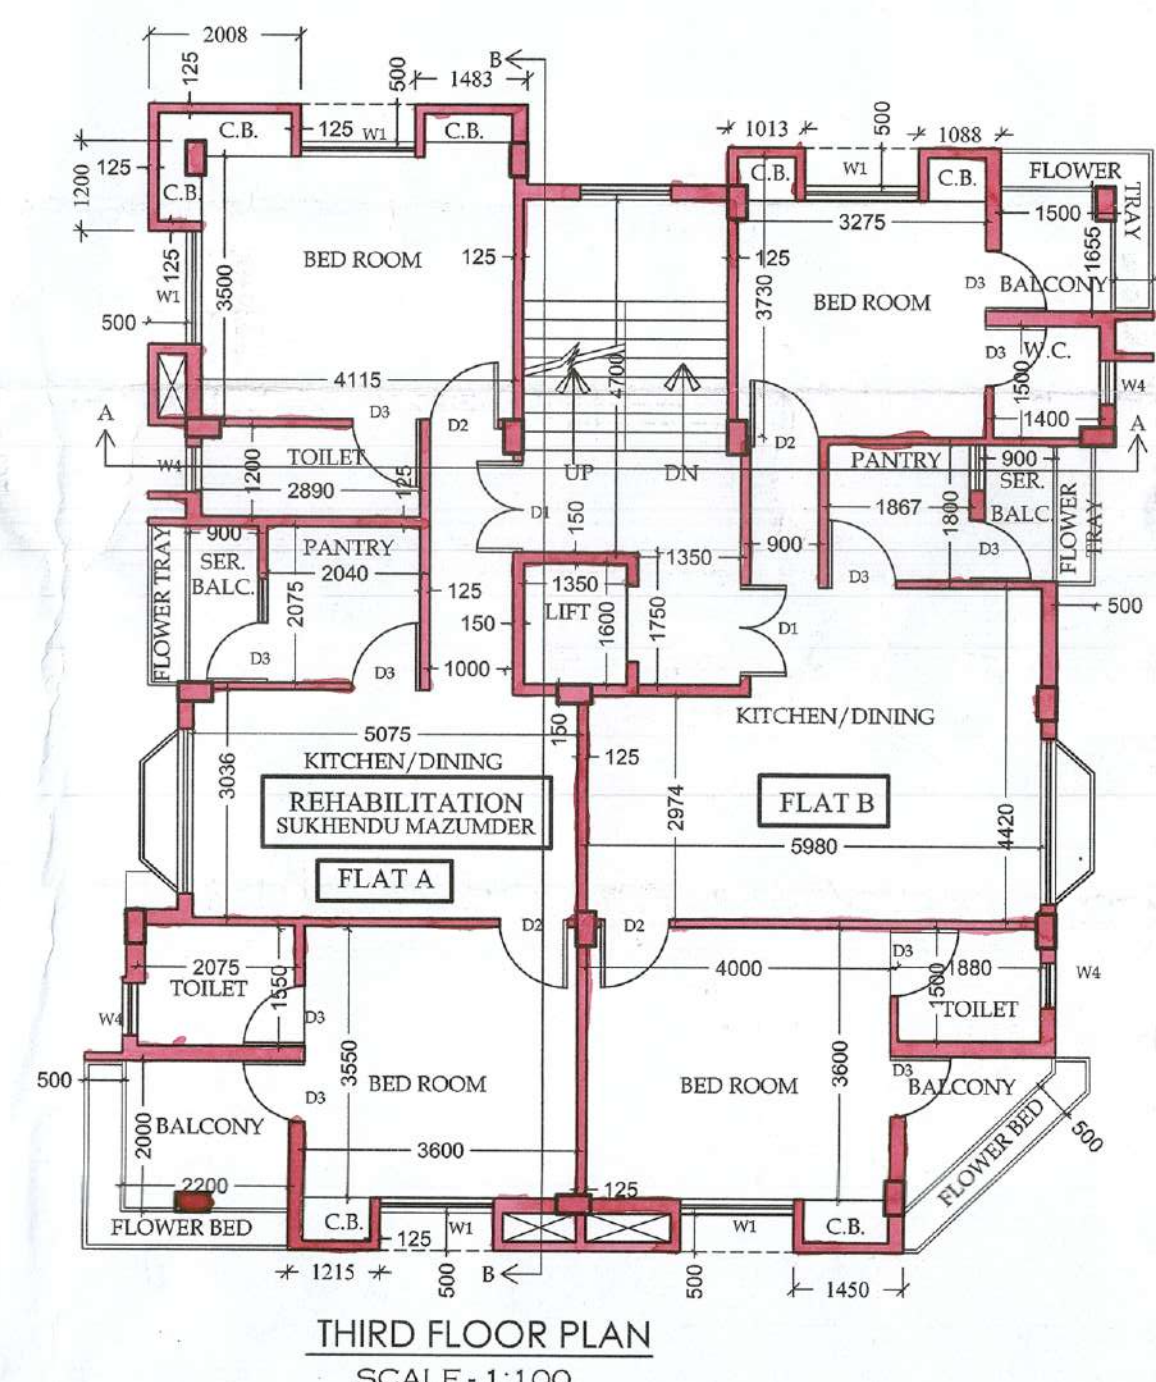 2008
125
500
1483
B
C.B.
125
W1
C.B.
1200
125
C.B.
3500
BED ROOM
125
125
W1
500
4115
D3
D2
A
W4
1200
TOILET
2890
125
1013
500
1088
C.B.
W1
C.B.
FLOWER
TRAY
3275
1500
1655
125
3730
BED ROOM
D3
BALCONY
D3
W.C.
1500
W4
1400
A
D2
4700
UP
DN
D1
150
PANTRY
900
SER.
BALC.
1867
1800
FLOWER
TRAY
900
SER.
BALC.
PANTRY
2040
2075
FLOWER TRAY
D3
D3
125
150
1000
1350
LIFT
1600
1750
1350
900
D3
D3
D1
500
5075
150
KITCHEN/DINING
3036
REHABILITATION
SUKHENDU MAZUMDER
FLAT A
125
KITCHEN/DINING
2974
FLAT B
5980
4420
D2
D2
2075
TOILET
1550
W4
D3
4000
D3
1880
1500
TOILET
W4
500
3550
BED ROOM
D3
BED ROOM
3600
D3
BALCONY
BALCONY
2000
3600
2200
FLOWER BED
500
125
FLOWER BED
C.B.
125
W1
W1
C.B.
1215
500
B
500
1450
THIRD FLOOR PLAN
SCALE - 1:100